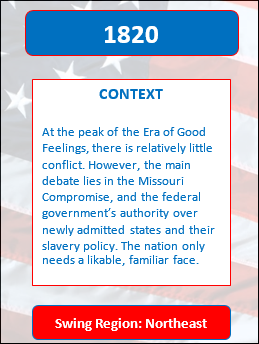 1820
CONTEXT
At the peak of the Era of Good
Feelings, there is relatively little
conflict. However, the main
debate lies in the Missouri
Compromise, and the federal
government's authority over
newly admitted states and their
slavery policy. The nation only
needs a likable, familiar face.
Swing Region: Northeast